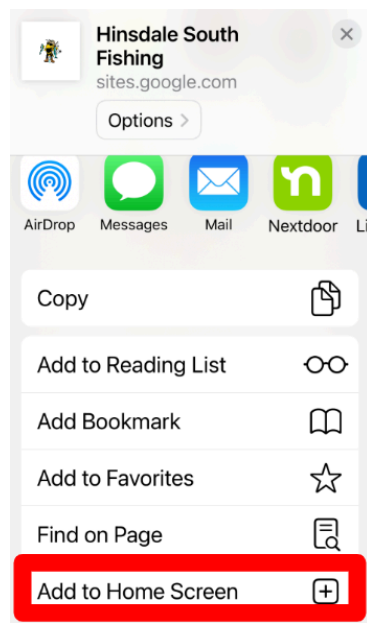 Hinsdale South
Fishing
sites.google.com
Options >
AirDrop Messages Mail Nextdoor Li
Copy
Add to Reading List
Add Bookmark
Add to Favorites
Find on Page
Add to Home Screen